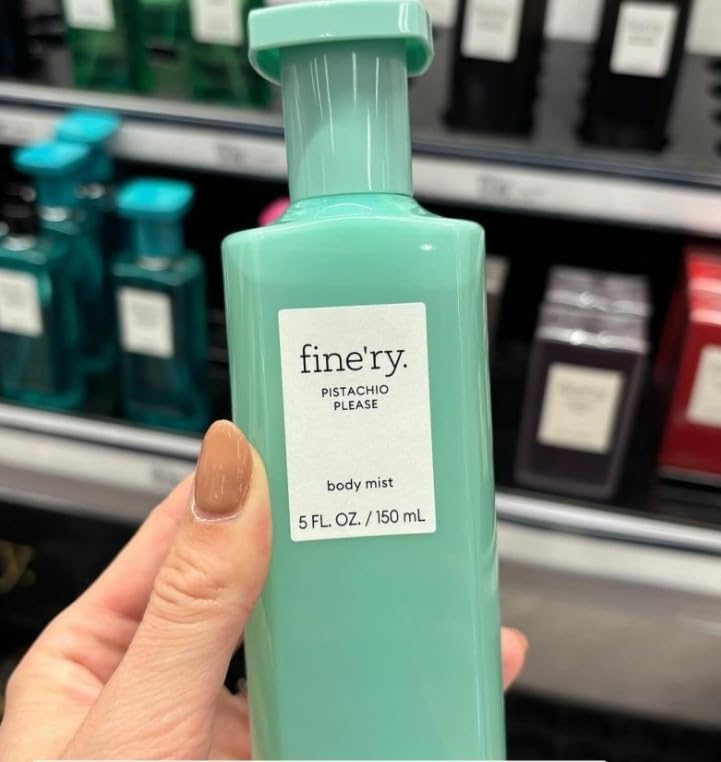 fine'ry.
PISTACHIO
PLEASE
body mist
5 FL. OZ. / 150 mL